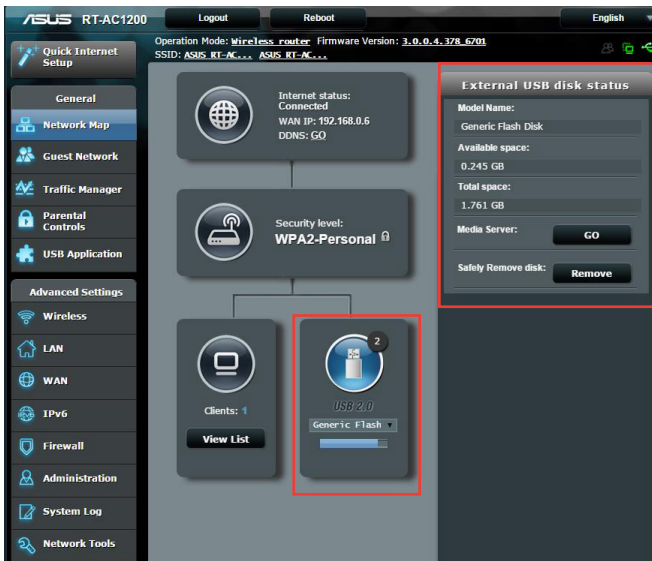 ASUS RT-AC1200 Logout Reboot English
Quick Internet
Setup
Operation Mode: Wireless router Firmware Version: 3.0.0.4.378_6701
SSID: ASUS_RT-AC... ASUS_RT-AC...
General
Network Map
Guest Network
Traffic Manager
Parental
Controls
USB Application
Advanced Settings
Wireless
LAN
WAN
IPv6
Firewall
Administration
System Log
Network Tools
Internet status:
Connected
WAN IP: 192.168.0.6
DDNS: GO
Security level:
WPA2-Personal
Clients: 1
View List
2
USB 2.0
Generic Flash
External USB disk status
Model Name:
Generic Flash Disk
Available space:
0.245 GB
Total space:
1.761 GB
Media Server: GO
Safely Remove disk: Remove